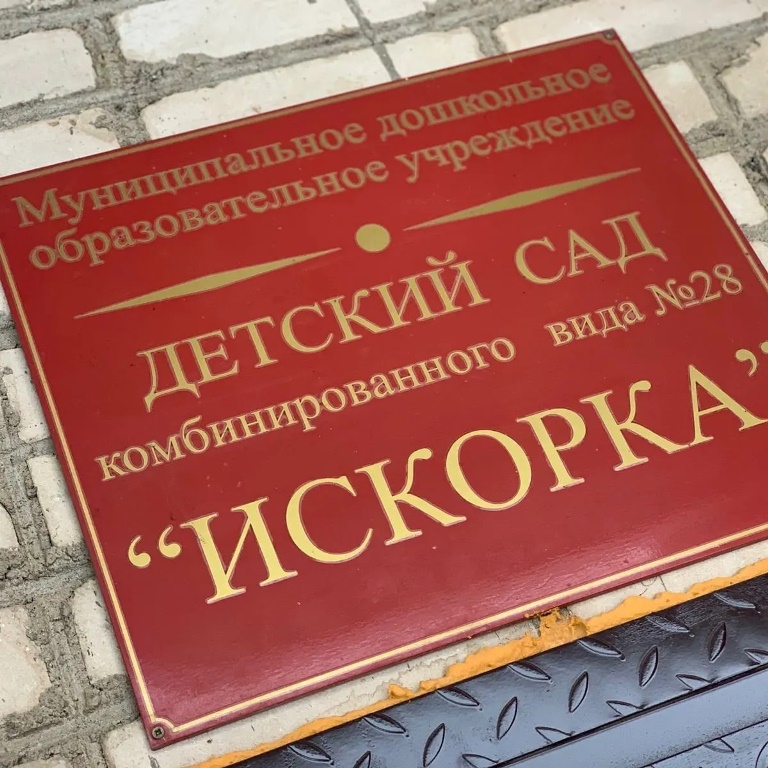 Муниципальное дошкольное
образовательное учреждение
ДЕТСКИЙ САД
комбинированного вида №28
“ИСКОРКА”